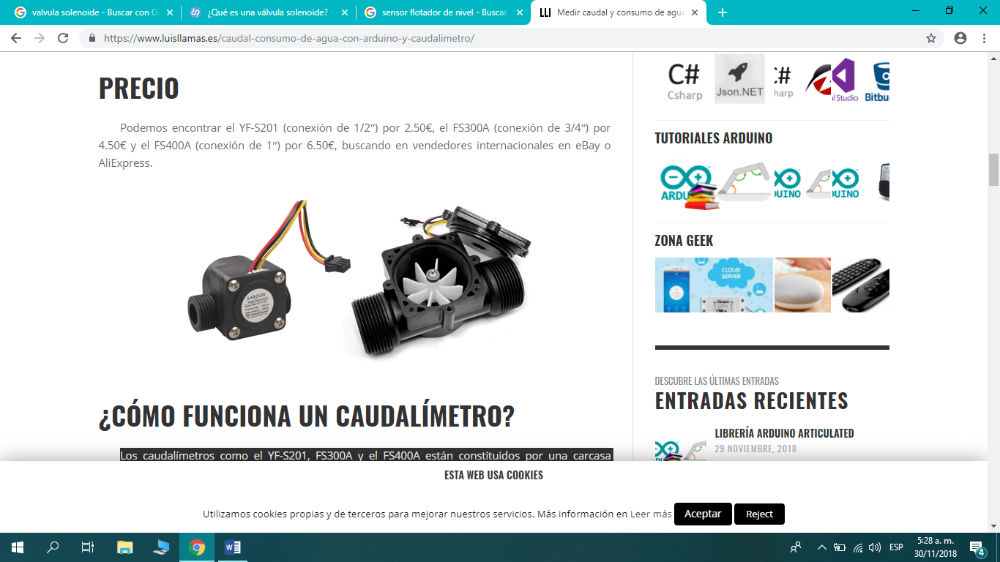 valvula solenoide - Buscar con Go
¿Qué es una válvula solenoide? -
sensor flotador de nivel - Buscar
Medir caudal y consumo de agua
https://www.luisllamas.es/caudal-consumo-de-agua-con-arduino-y-caudalimetro/
PRECIO
Podemos encontrar el YF-S201 (conexión de 1/2″) por 2.50€, el FS300A (conexión de 3/4″) por
4.50€ y el FS400A (conexión de 1″) por 6.50€, buscando en vendedores internacionales en eBay o
AliExpress.
SABOCN
¿CÓMO FUNCIONA UN CAUDALÍMETRO?
Los caudalímetros como el YF-S201, FS300A y el FS400A están constituidos por una carcasa
C#
Csharp
Json.NET
C#
harp
al Studio
Bitbu
TUTORIALES ARDUINO
ARDU
DUINO
DUINO
ZONA GEEK
CLOUD
SERVER
DESCUBRE LAS ÚLTIMAS ENTRADAS
ENTRADAS RECIENTES
LIBRERÍA ARDUINO ARTICULATED
29 NOVIEMBRE, 2018
ESTA WEB USA COOKIES
Utilizamos cookies propias y de terceros para mejorar nuestros servicios. Más información en Leer más Aceptar Reject
ESP
5:28 a. m.
30/11/2018
4